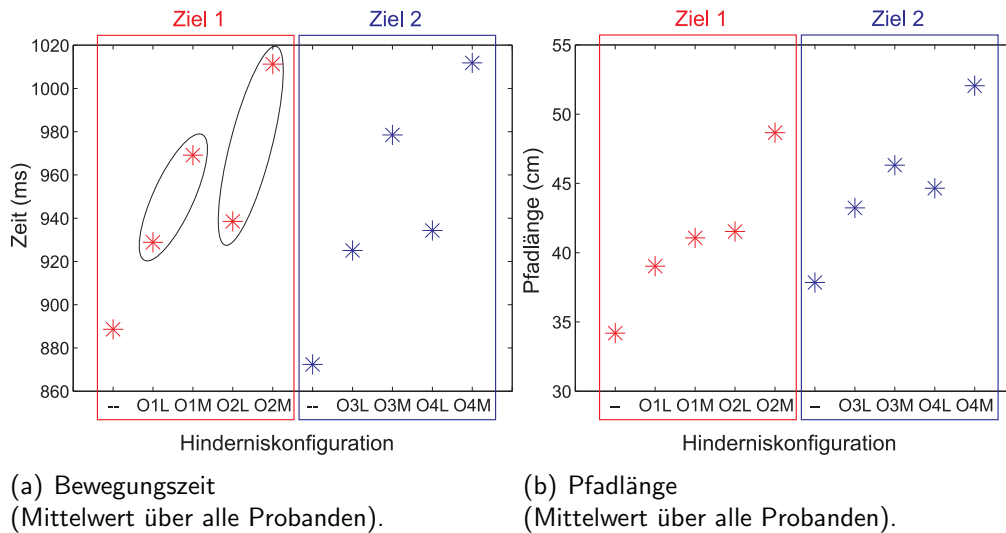 Ziel 1 Ziel 2
1020
1000
980
960
940
920
900
880
860
Zeit (ms)
-- O1L O1M O2L O2M -- O3L O3M O4L O4M
Hinderniskonfiguration
(a) Bewegungszeit
(Mittelwert über alle Probanden).
Ziel 1 Ziel 2
55
50
45
40
35
30
Pfadlänge (cm)
– O1L O1M O2L O2M – O3L O3M O4L O4M
Hinderniskonfiguration
(b) Pfadlänge
(Mittelwert über alle Probanden).